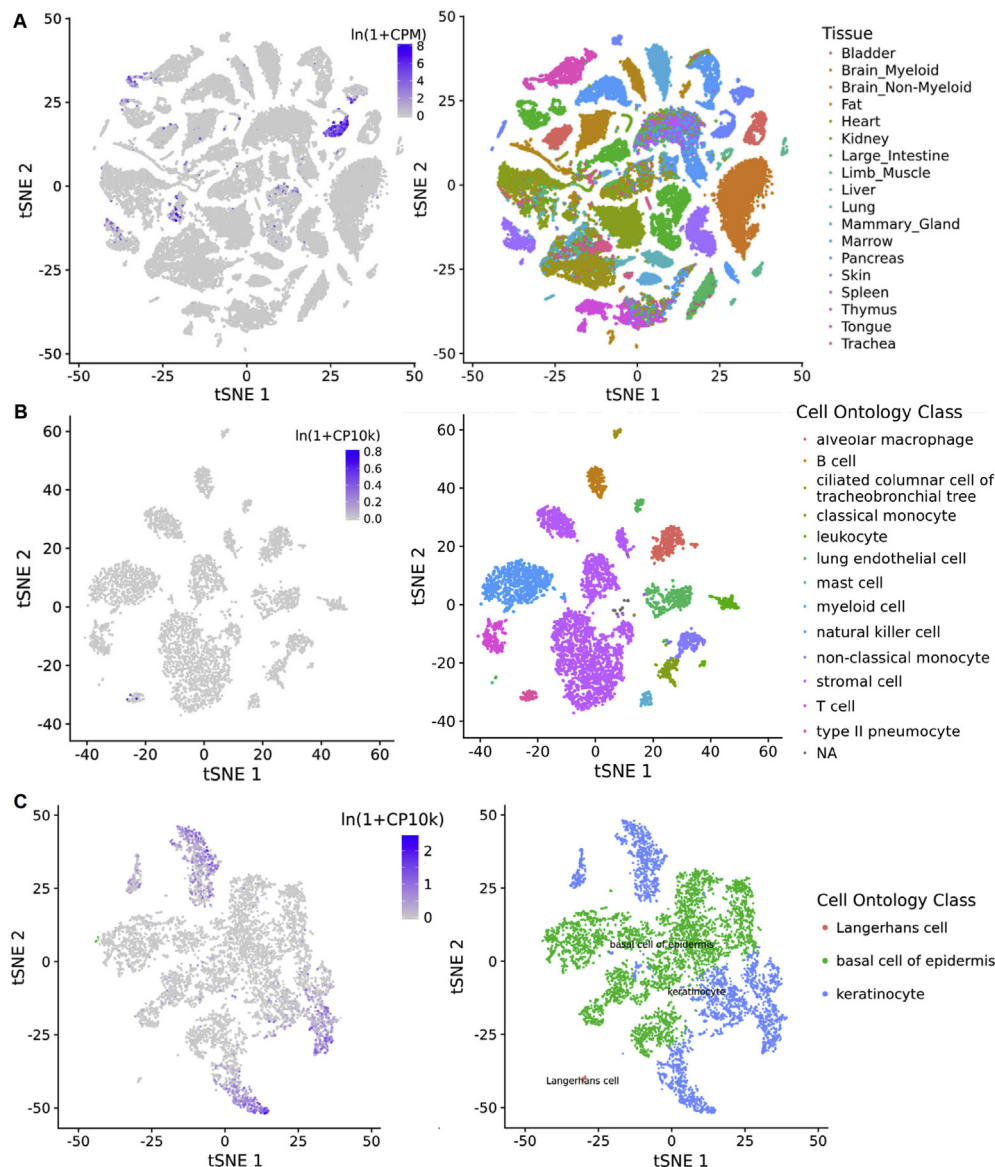 A
ln(1+CPM)
8
6
4
2
0
50
25
0
-25
-50
tSNE 2
-50
-25
0
25
50
tSNE 1
50
25
0
-25
-50
tSNE 2
-50
-25
0
25
50
tSNE 1
Tissue
Bladder
Brain_Myeloid
Brain_Non-Myeloid
Fat
Heart
Kidney
Large_Intestine
Limb_Muscle
Liver
Lung
Mammary_Gland
Marrow
Pancreas
Skin
Spleen
Thymus
Tongue
Trachea
B
ln(1+CP10k)
0.8
0.6
0.4
0.2
0.0
60
40
20
0
-20
-40
tSNE 2
-40
-20
0
20
40
60
tSNE 1
60
40
20
0
-20
-40
tSNE 2
-40
-20
0
20
40
60
tSNE 1
Cell Ontology Class
alveolar macrophage
B cell
ciliated columnar cell of
tracheobronchial tree
classical monocyte
leukocyte
lung endothelial cell
mast cell
myeloid cell
natural killer cell
non-classical monocyte
stromal cell
T cell
type II pneumocyte
NA
C
ln(1+CP10k)
2
1
0
50
25
0
-25
-50
tSNE 2
-50
-25
0
25
50
tSNE 1
50
25
0
-25
-50
tSNE 2
basal cell of epidermis
keratinocyte
Langerhans cell
-50
-25
0
25
50
tSNE 1
Cell Ontology Class
Langerhans cell
basal cell of epidermis
keratinocyte